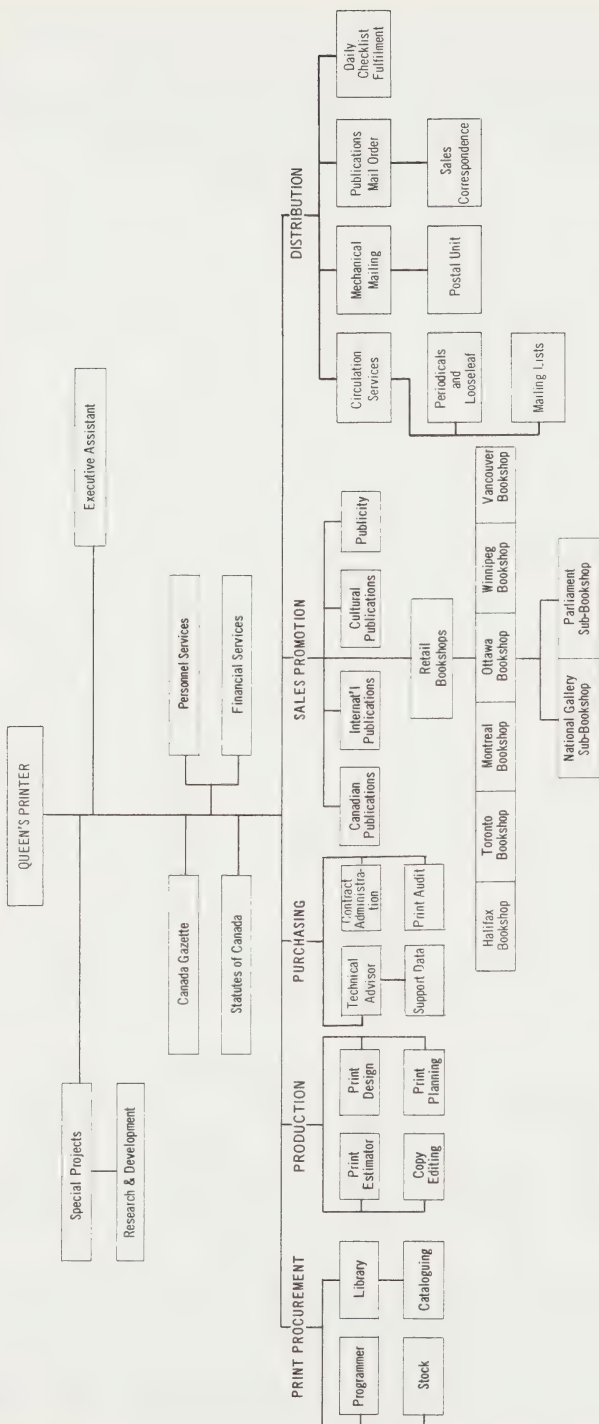 QUEEN'S PRINTER
Executive Assistant
Special Projects
Research & Development
Personnel Services
Financial Services
Canada Gazette
Statutes of Canada
PRINT PROCUREMENT
Programmer
Library
Stock
Cataloguing
PRODUCTION
Print
Estimator
Print
Design
Copy
Editing
Print
Planning
PURCHASING
Technical
Advisor
Contract
Administra-
tion
Support Data
Print Audit
SALES PROMOTION
Canadian
Publications
Internat'l
Publications
Cultural
Publications
Publicity
Retail
Bookshops
Halifax
Bookshop
Toronto
Bookshop
Montreal
Bookshop
Ottawa
Bookshop
Winnipeg
Bookshop
Vancouver
Bookshop
National Gallery
Sub-Bookshop
Parliament
Sub-Bookshop
DISTRIBUTION
Circulation
Services
Mechanical
Mailing
Publications
Mail Order
Daily
Checklist
Fulfilment
Periodicals
and
Looseleaf
Postal Unit
Sales
Correspondence
Mailing Lists